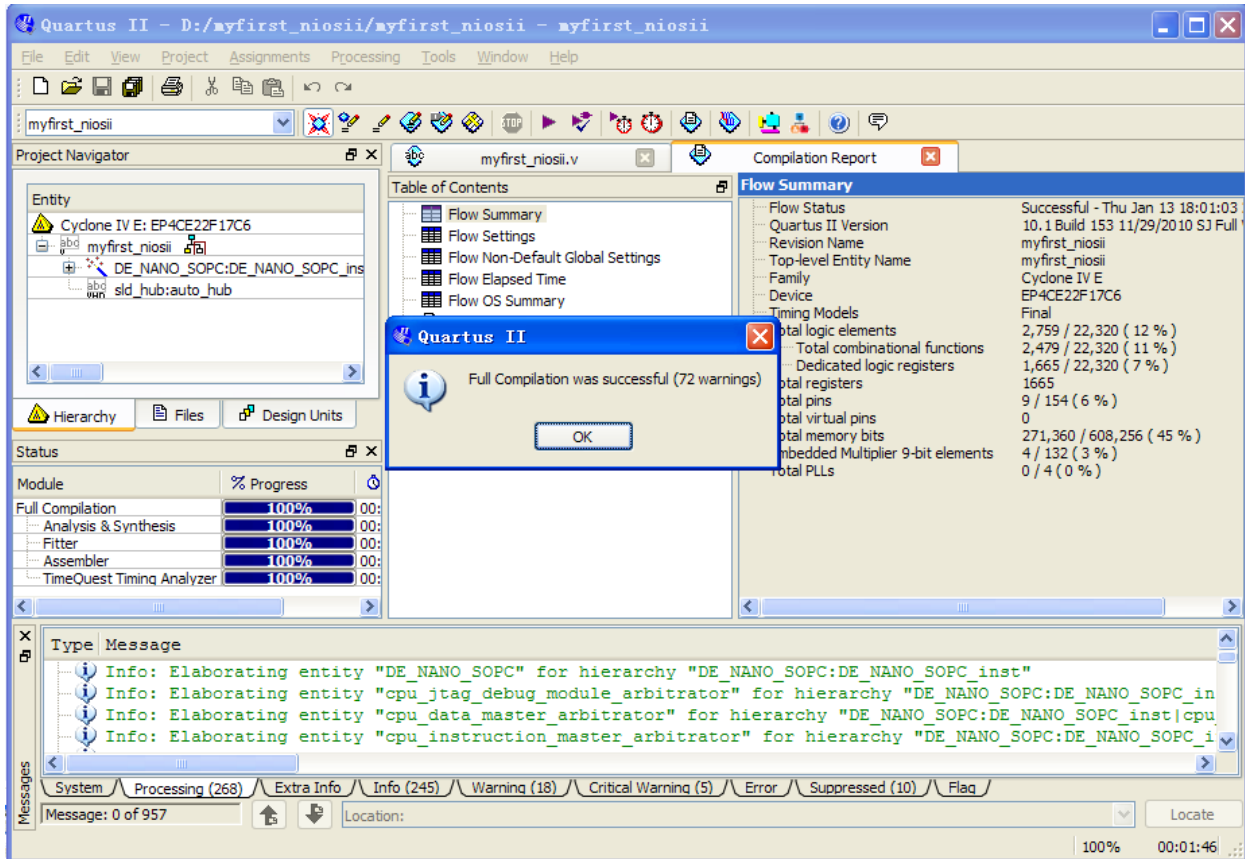 Quartus II - D:/myfirst_niosii/myfirst_niosii - myfirst_niosii
File Edit View Project Assignments Processing Tools Window Help
myfirst_niosii
STOP
Project Navigator
Entity
Cyclone IV E: EP4CE22F17C6
abc myfirst_niosii
DE_NANO_SOPC:DE_NANO_SOPC_ins
sld_hub:auto_hub
Hierarchy Files Design Units
Status
Module % Progress
Full Compilation 100% 00:
Analysis & Synthesis 100% 00:
Fitter 100% 00:
Assembler 100% 00:
TimeQuest Timing Analyzer 100% 00:
abc myfirst_niosii.v Compilation Report
Table of Contents
Flow Summary
Flow Settings
Flow Non-Default Global Settings
Flow Elapsed Time
Flow OS Summary
Flow Summary
Flow Status Successful - Thu Jan 13 18:01:03
Quartus II Version 10.1 Build 153 11/29/2010 SJ Full
Revision Name myfirst_niosii
Top-level Entity Name myfirst_niosii
Family Cyclone IV E
Device EP4CE22F17C6
Timing Models Final
otal logic elements 2,759 / 22,320 ( 12 % )
Total combinational functions 2,479 / 22,320 ( 11 % )
Dedicated logic registers 1,665 / 22,320 ( 7 % )
otal registers 1665
otal pins 9 / 154 ( 6 % )
otal virtual pins 0
otal memory bits 271,360 / 608,256 ( 45 % )
mbedded Multiplier 9-bit elements 4 / 132 ( 3 % )
Total PLLs 0 / 4 ( 0 % )
Quartus II
Full Compilation was successful (72 warnings)
OK
Type Message
Info: Elaborating entity "DE_NANO_SOPC" for hierarchy "DE_NANO_SOPC:DE_NANO_SOPC_inst"
Info: Elaborating entity "cpu_jtag_debug_module_arbitrator" for hierarchy "DE_NANO_SOPC:DE_NANO_SOPC_in
Info: Elaborating entity "cpu_data_master_arbitrator" for hierarchy "DE_NANO_SOPC:DE_NANO_SOPC_inst|cpu_
Info: Elaborating entity "cpu_instruction_master_arbitrator" for hierarchy "DE_NANO_SOPC:DE_NANO_SOPC_i
System Processing (268) Extra Info Info (245) Warning (18) Critical Warning (5) Error Suppressed (10) Flag
Messages
Message: 0 of 957 Location: Locate
100% 00:01:46